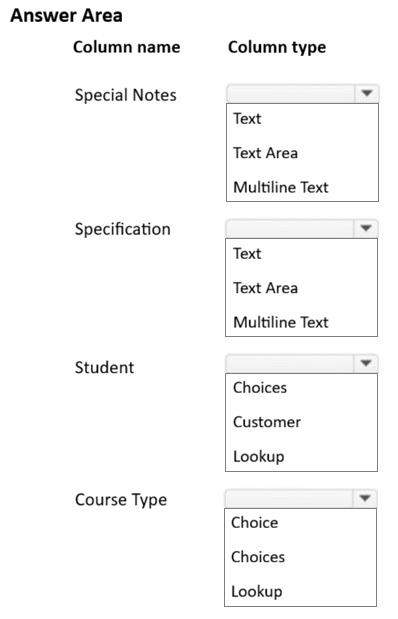 Answer Area
Column name Column type
Special Notes
Text
Text Area
Multiline Text
Specification
Text
Text Area
Multiline Text
Student
Choices
Customer
Lookup
Course Type
Choice
Choices
Lookup